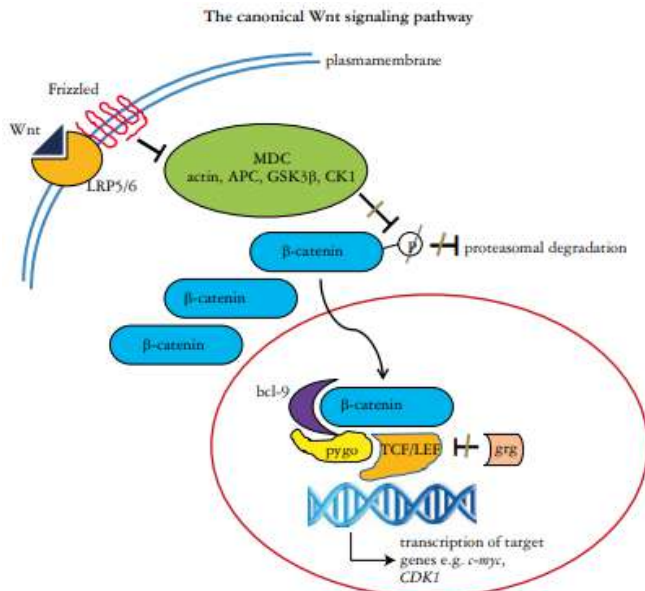 The canonical Wnt signaling pathway
plasmamembrane
Frizzled
Wnt
LRP5/6
MDC
actin, APC, GSK3β, CK1
β-catenin
P
proteasomal degradation
β-catenin
β-catenin
bcl-9
β-catenin
pygo
TCF/LEF
grg
transcription of target
genes e.g. c-myc,
CDK1